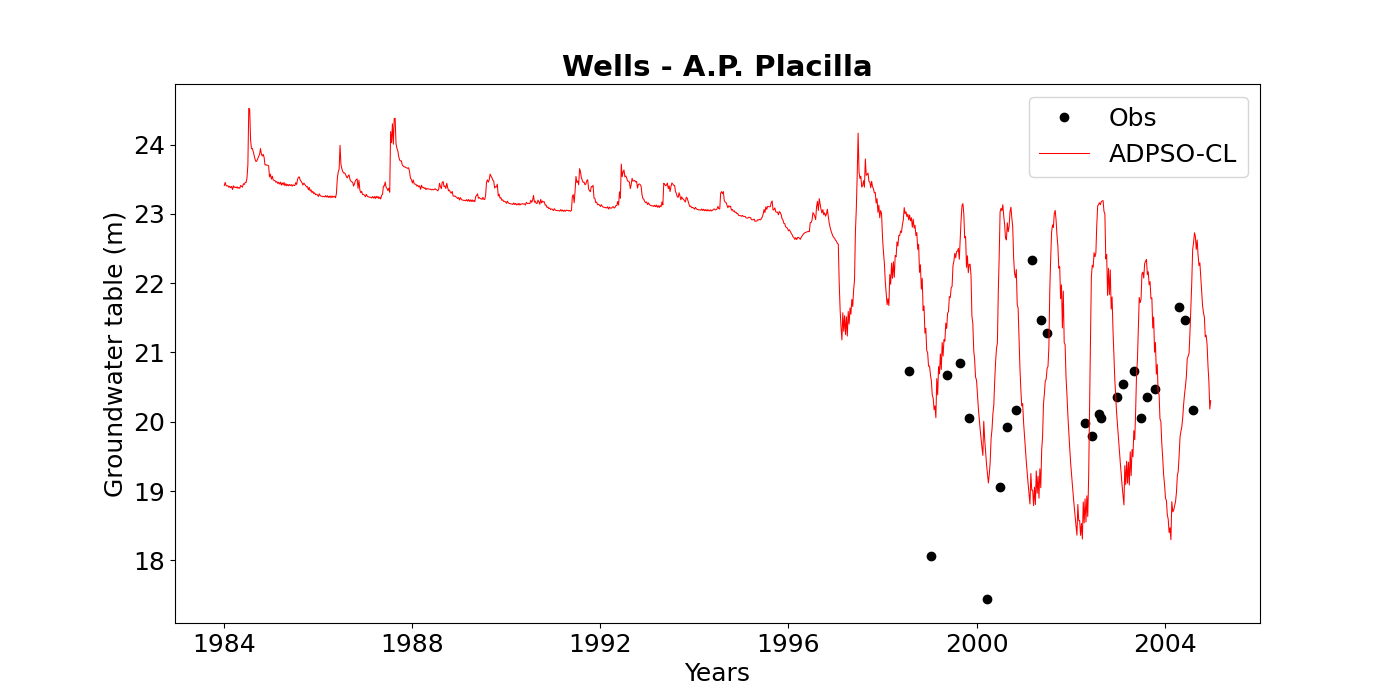 Wells - A.P. Placilla
Obs
ADPSO-CL
Groundwater table (m)
24
23
22
21
20
19
18
1984 1988 1992 1996 2000 2004
Years